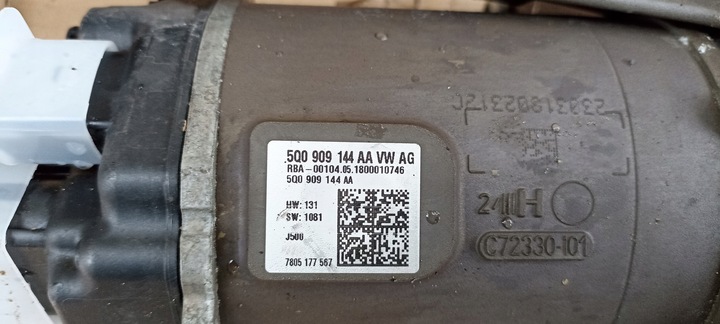 5Q0 909 144 AA VW AG
RBA-00104.05.1800010746
5Q0 909 144 AA
HW: 131
SW: 1081
J500
7805 177 567
C72330-101